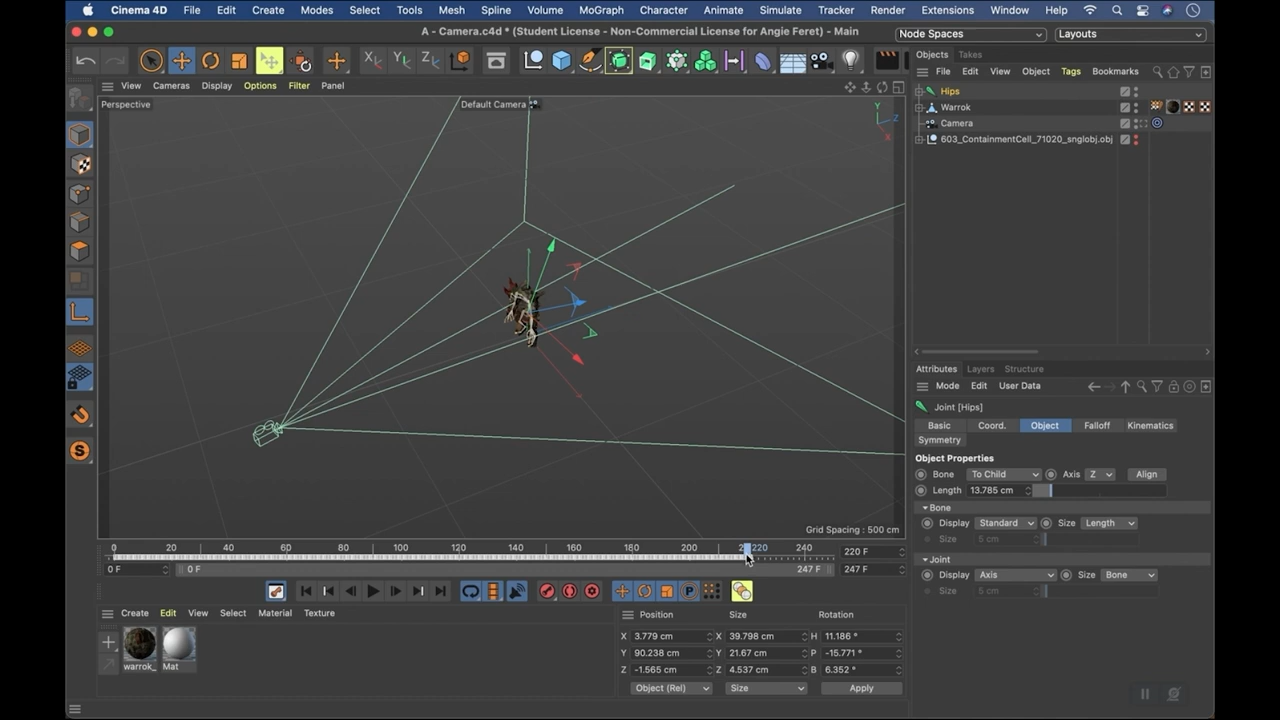 Cinema 4D File Edit Create Modes Select Tools Mesh Spline Volume MoGraph Character Animate Simulate Tracker Render Extensions Window Help
A - Camera.c4d * (Student License - Non-Commercial License for Angie Feret) - Main
Node Spaces Layouts
Objects Takes
File Edit View Object Tags Bookmarks
View Cameras Display Options Filter Panel
Perspective
Default Camera
Y
Z
X
Hips
Warrok
Camera
603_ContainmentCell_71020_snglobj.obj
Attributes Layers Structure
Mode Edit User Data
Joint [Hips]
Basic Coord. Object Falloff Kinematics
Symmetry
Object Properties
Bone To Child Axis Z Align
Length 13.785 cm
Bone
Display Standard Size Length
Size 5 cm
Joint
Display Axis Size Bone
Size 5 cm
Grid Spacing : 500 cm
0 20 40 60 80 100 120 140 160 180 200 220 240
220 F
0 F 0 F 247 F 247 F
Create Edit View Select Material Texture
warrok_ Mat
Position Size Rotation
X 3.779 cm X 39.798 cm H 11.186 °
Y 90.238 cm Y 21.67 cm P -15.771 °
Z -1.565 cm Z 4.537 cm B 6.352 °
Object (Rel) Size Apply